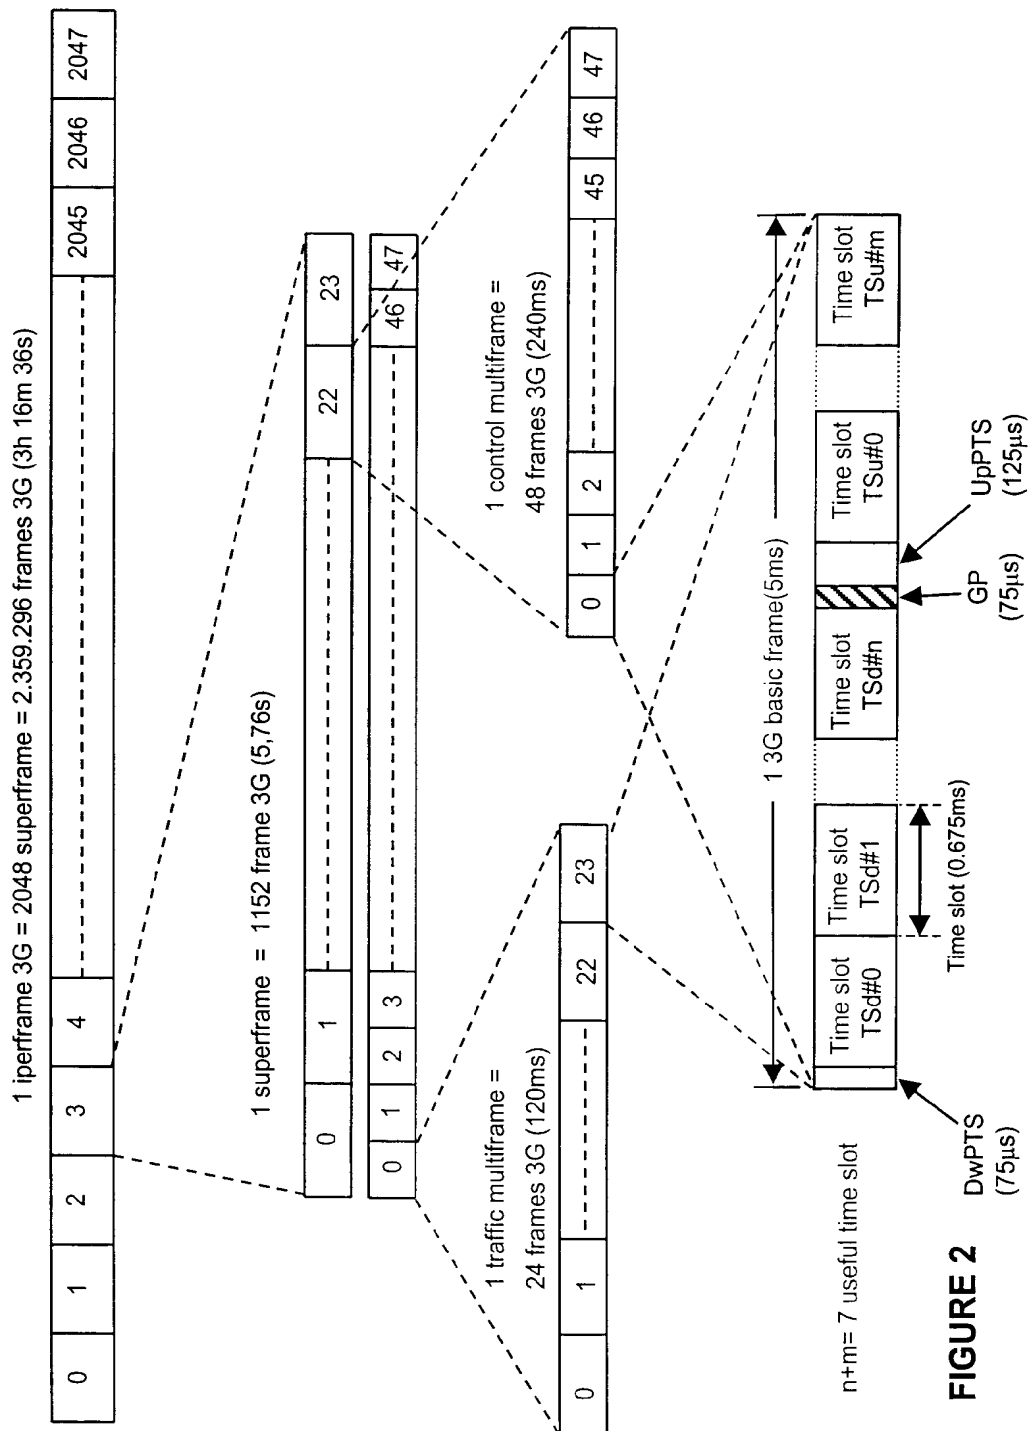 1 iperframe 3G = 2048 superframe = 2.359.296 frames 3G (3h 16m 36s)
0 1 2 3 4 2045 2046 2047
1 superframe = 1152 frame 3G (5,76s)
0 1 22 23
0 1 2 3 46 47
1 traffic multiframe =
24 frames 3G (120ms)
0 1 22 23
1 control multiframe =
48 frames 3G (240ms)
0 1 2 45 46 47
1 3G basic frame(5ms)
Time slot
TSd#0
Time slot
TSd#1
Time slot
TSd#n
Time slot
TSu#0
Time slot
TSu#m
n+m= 7 useful time slot
DwPTS
(75µs)
Time slot (0.675ms)
GP
(75µs)
UpPTS
(125µs)
FIGURE 2